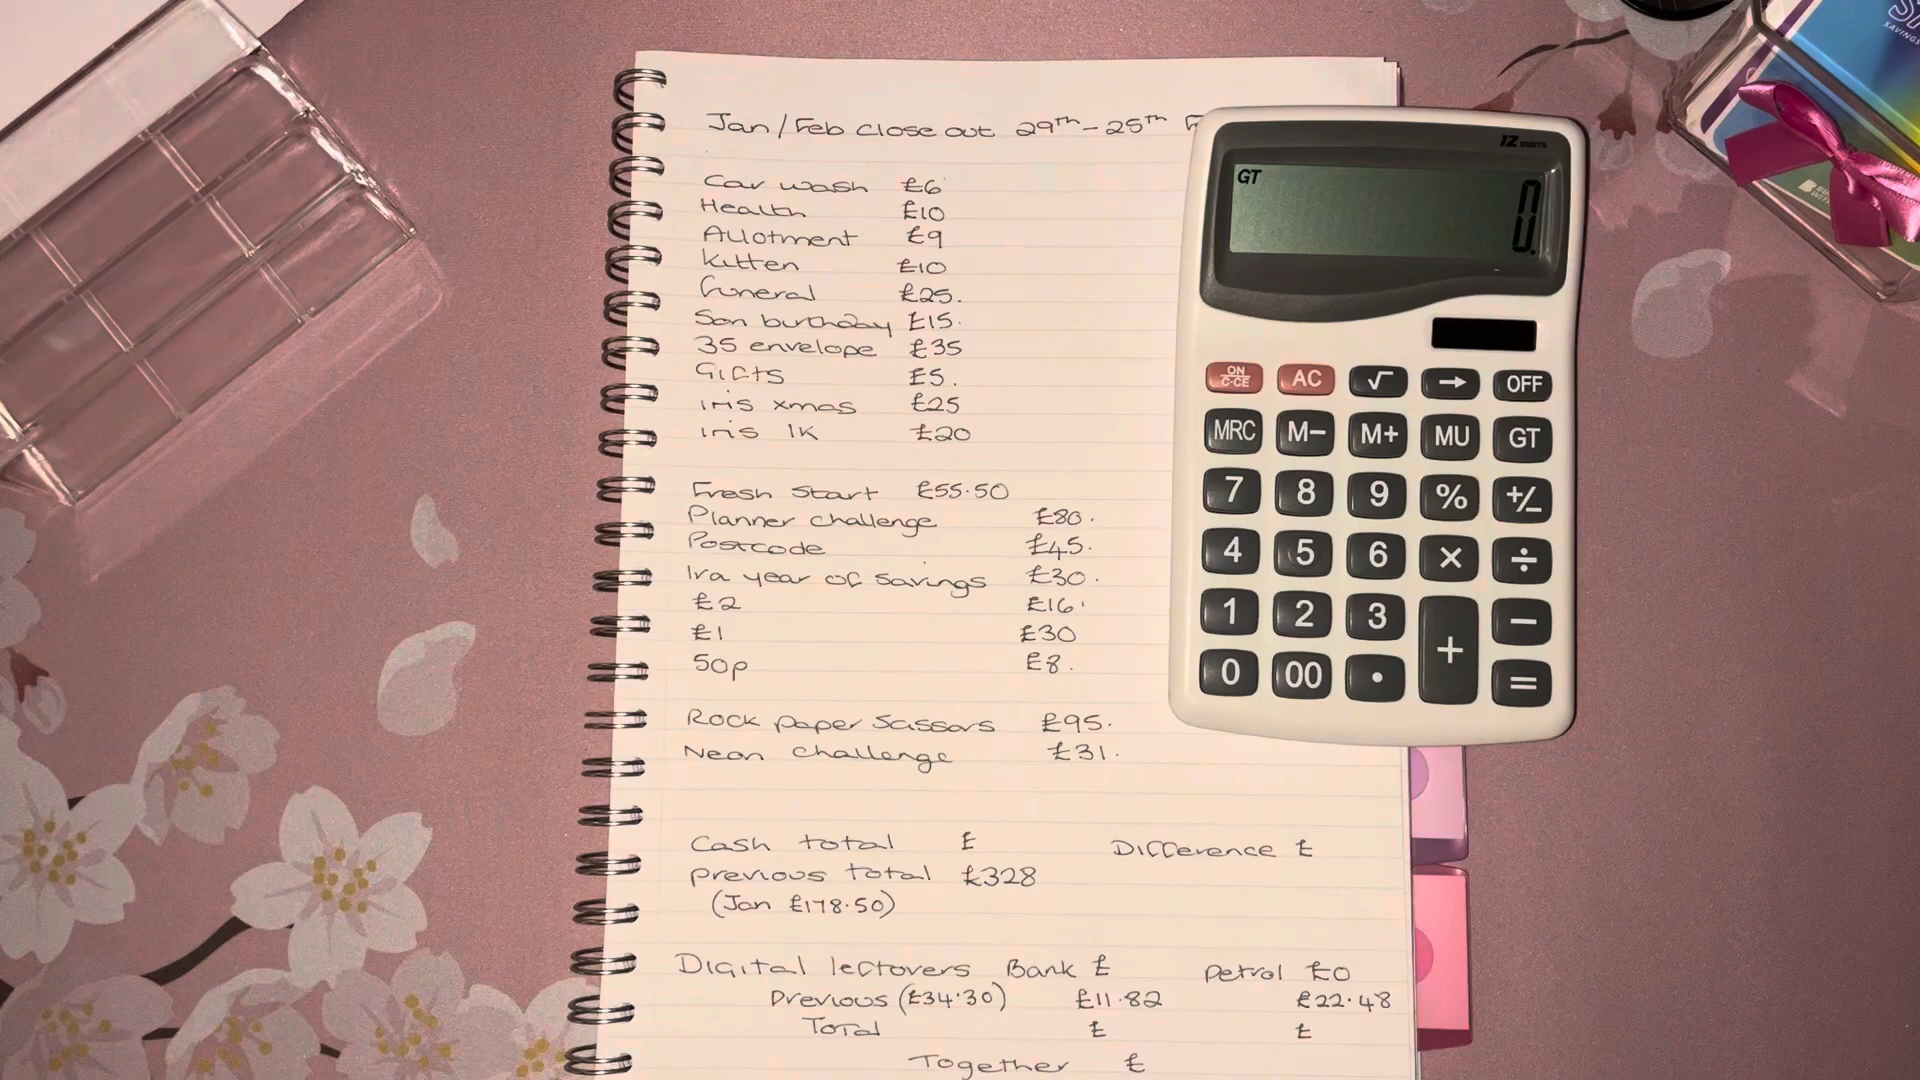 Jan/Feb close out 29th - 25th F
Car wash £6
Health £10
Allotment £9
Kitten £10
Funeral £25.
Son birthday £15.
35 envelope £35
Gifts £5.
Iris xmas £25
Iris 1K £20
Fresh Start £55.50
Planner challenge £80.
Postcode £45.
1va year of savings £30.
£2 £16
£1 £30
50p £8.
Rock paper scissors £95.
Neon challenge £31.
Cash total £ Difference £
previous total £328
(Jan £178.50)
Digital leftovers Bank £ Petrol £0
Previous (£34.30) £11.82 £22.48
Total £ £
Together £
12 DIGITS
GT
0.
ON/C·CE AC √ → OFF
MRC M− M+ MU GT
7 8 9 % +/−
4 5 6 × ÷
1 2 3 + −
0 00 • =
SAVINGS